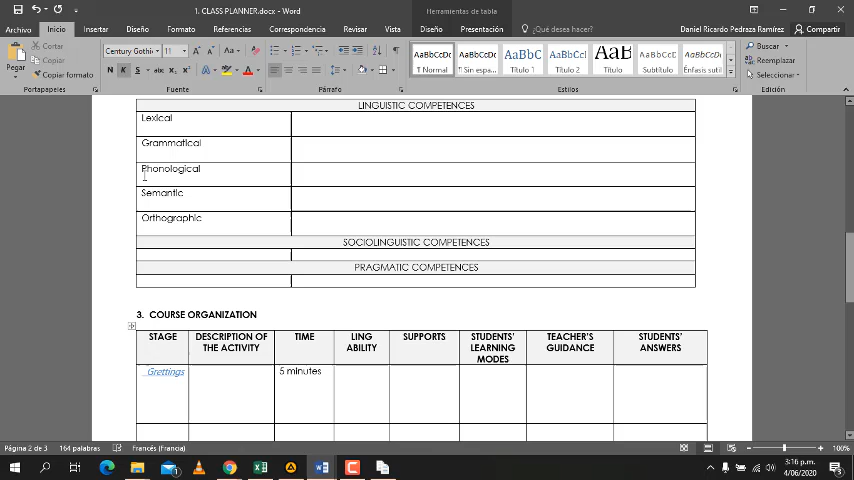 1. CLASS PLANNER.docx - Word
Herramientas de tabla
Archivo Inicio Insertar Diseño Formato Referencias Correspondencia Revisar Vista Diseño Presentación ¿Qué desea hacer? Daniel Ricardo Pedraza Ramírez Compartir
Pegar
Cortar
Copiar
Copiar formato
Portapapeles
Century Gothic 11
Fuente
Párrafo
AaBbCcDc AaBbCcDc AaBbC AaBbCcl AaB AaBbCcD AaBbCcDc
¶ Normal ¶ Sin espa... Título 1 Título 2 Título Subtítulo Énfasis sutil
Estilos
Buscar
Reemplazar
Seleccionar
Edición
LINGUISTIC COMPETENCES
Lexical
Grammatical
Phonological
Semantic
Orthographic
SOCIOLINGUISTIC COMPETENCES
PRAGMATIC COMPETENCES
3. COURSE ORGANIZATION
STAGE
DESCRIPTION OF
THE ACTIVITY
TIME
LING
ABILITY
SUPPORTS
STUDENTS'
LEARNING
MODES
TEACHER'S
GUIDANCE
STUDENTS'
ANSWERS
Grettings
5 minutes
Página 2 de 3 164 palabras Francés (Francia) 100%
3:16 p.m.
4/06/2020